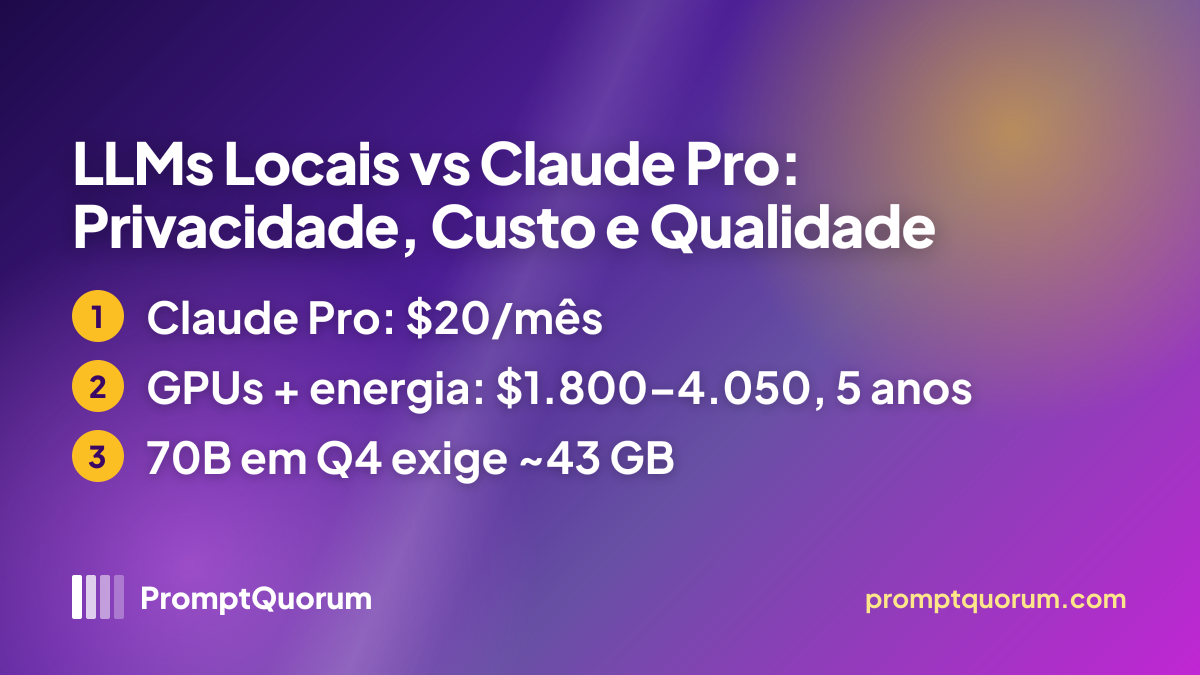 LLMs Locais vs Claude Pro:
Privacidade, Custo e Qualidade
1 Claude Pro: $20/mês
2 GPUs + energia: $1.800–4.050, 5 anos
3 70B em Q4 exige ~43 GB
PromptQuorum
promptquorum.com